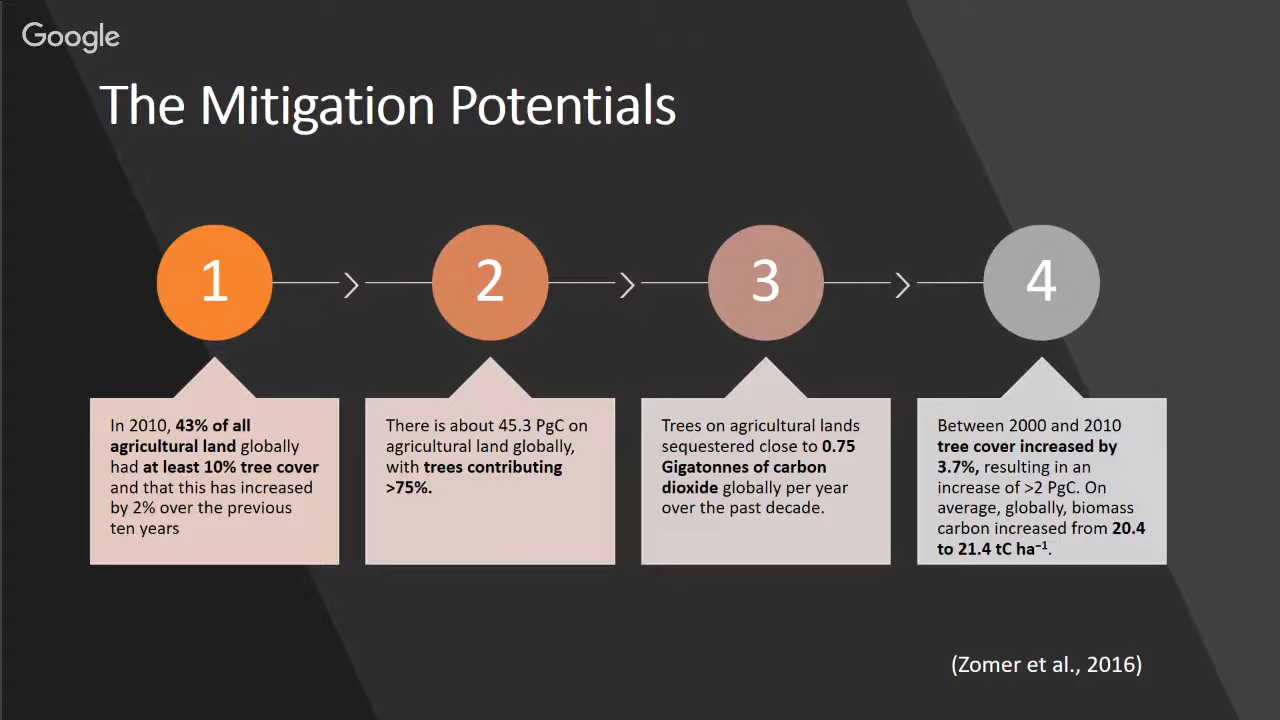 Google
The Mitigation Potentials
1
2
3
4
In 2010, 43% of all
agricultural land globally
had at least 10% tree cover
and that this has increased
by 2% over the previous
ten years
There is about 45.3 PgC on
agricultural land globally,
with trees contributing
>75%.
Trees on agricultural lands
sequestered close to 0.75
Gigatonnes of carbon
dioxide globally per year
over the past decade.
Between 2000 and 2010
tree cover increased by
3.7%, resulting in an
increase of >2 PgC. On
average, globally, biomass
carbon increased from 20.4
to 21.4 tC ha⁻¹.
(Zomer et al., 2016)